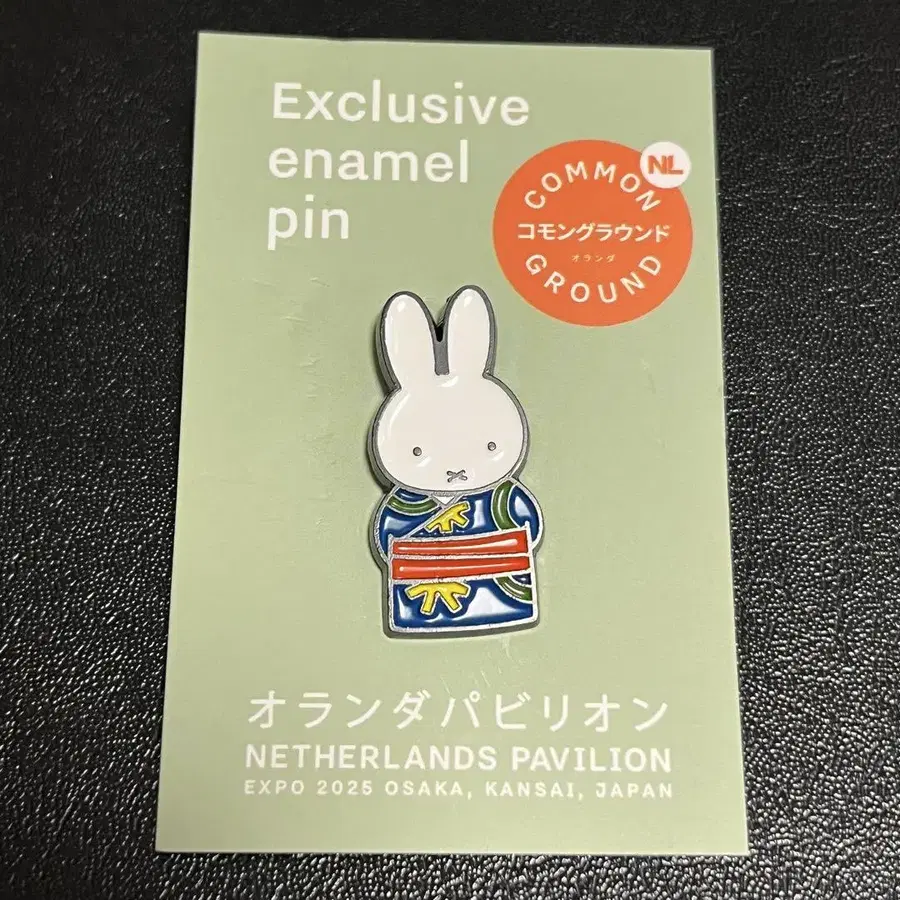 Exclusive
enamel
pin
NL
COMMON
コモングラウンド
オランダ
GROUND
オランダパビリオン
NETHERLANDS PAVILION
EXPO 2025 OSAKA, KANSAI, JAPAN